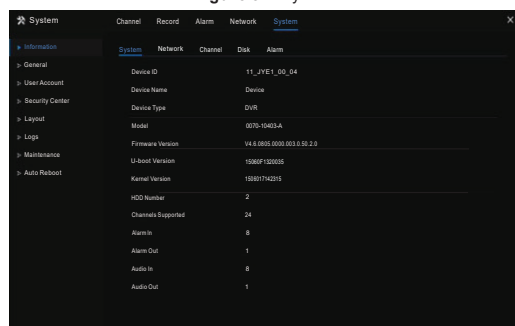 System Channel Record Alarm Network System X
Information System Network Channel Disk Alarm
General
User Account
Security Center
Layout
Logs
Maintenance
Auto Reboot
Device ID 11_JYE1_00_04
Device Name Device
Device Type DVR
Model 0070-10403-A
Firmware Version V4.6.0805.0000.003.0.50.2.0
U-boot Version 15060F1320035
Kernel Version 1506017142315
HDD Number 2
Channels Supported 24
Alarm In 8
Alarm Out 1
Audio In 8
Audio Out 1